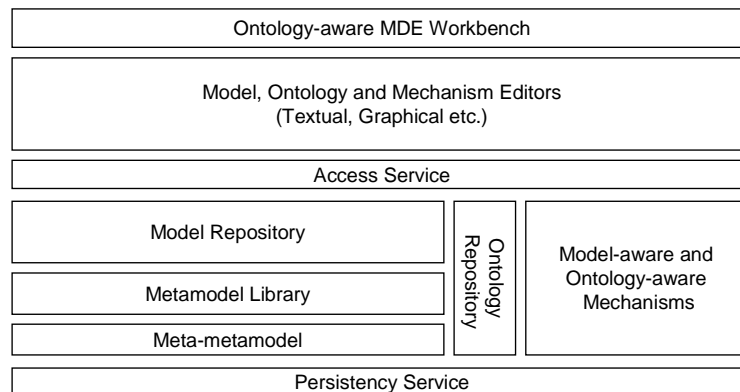 Ontology-aware MDE Workbench
Model, Ontology and Mechanism Editors
(Textual, Graphical etc.)
Access Service
Model Repository
Metamodel Library
Meta-metamodel
Ontology
Repository
Model-aware and
Ontology-aware
Mechanisms
Persistency Service